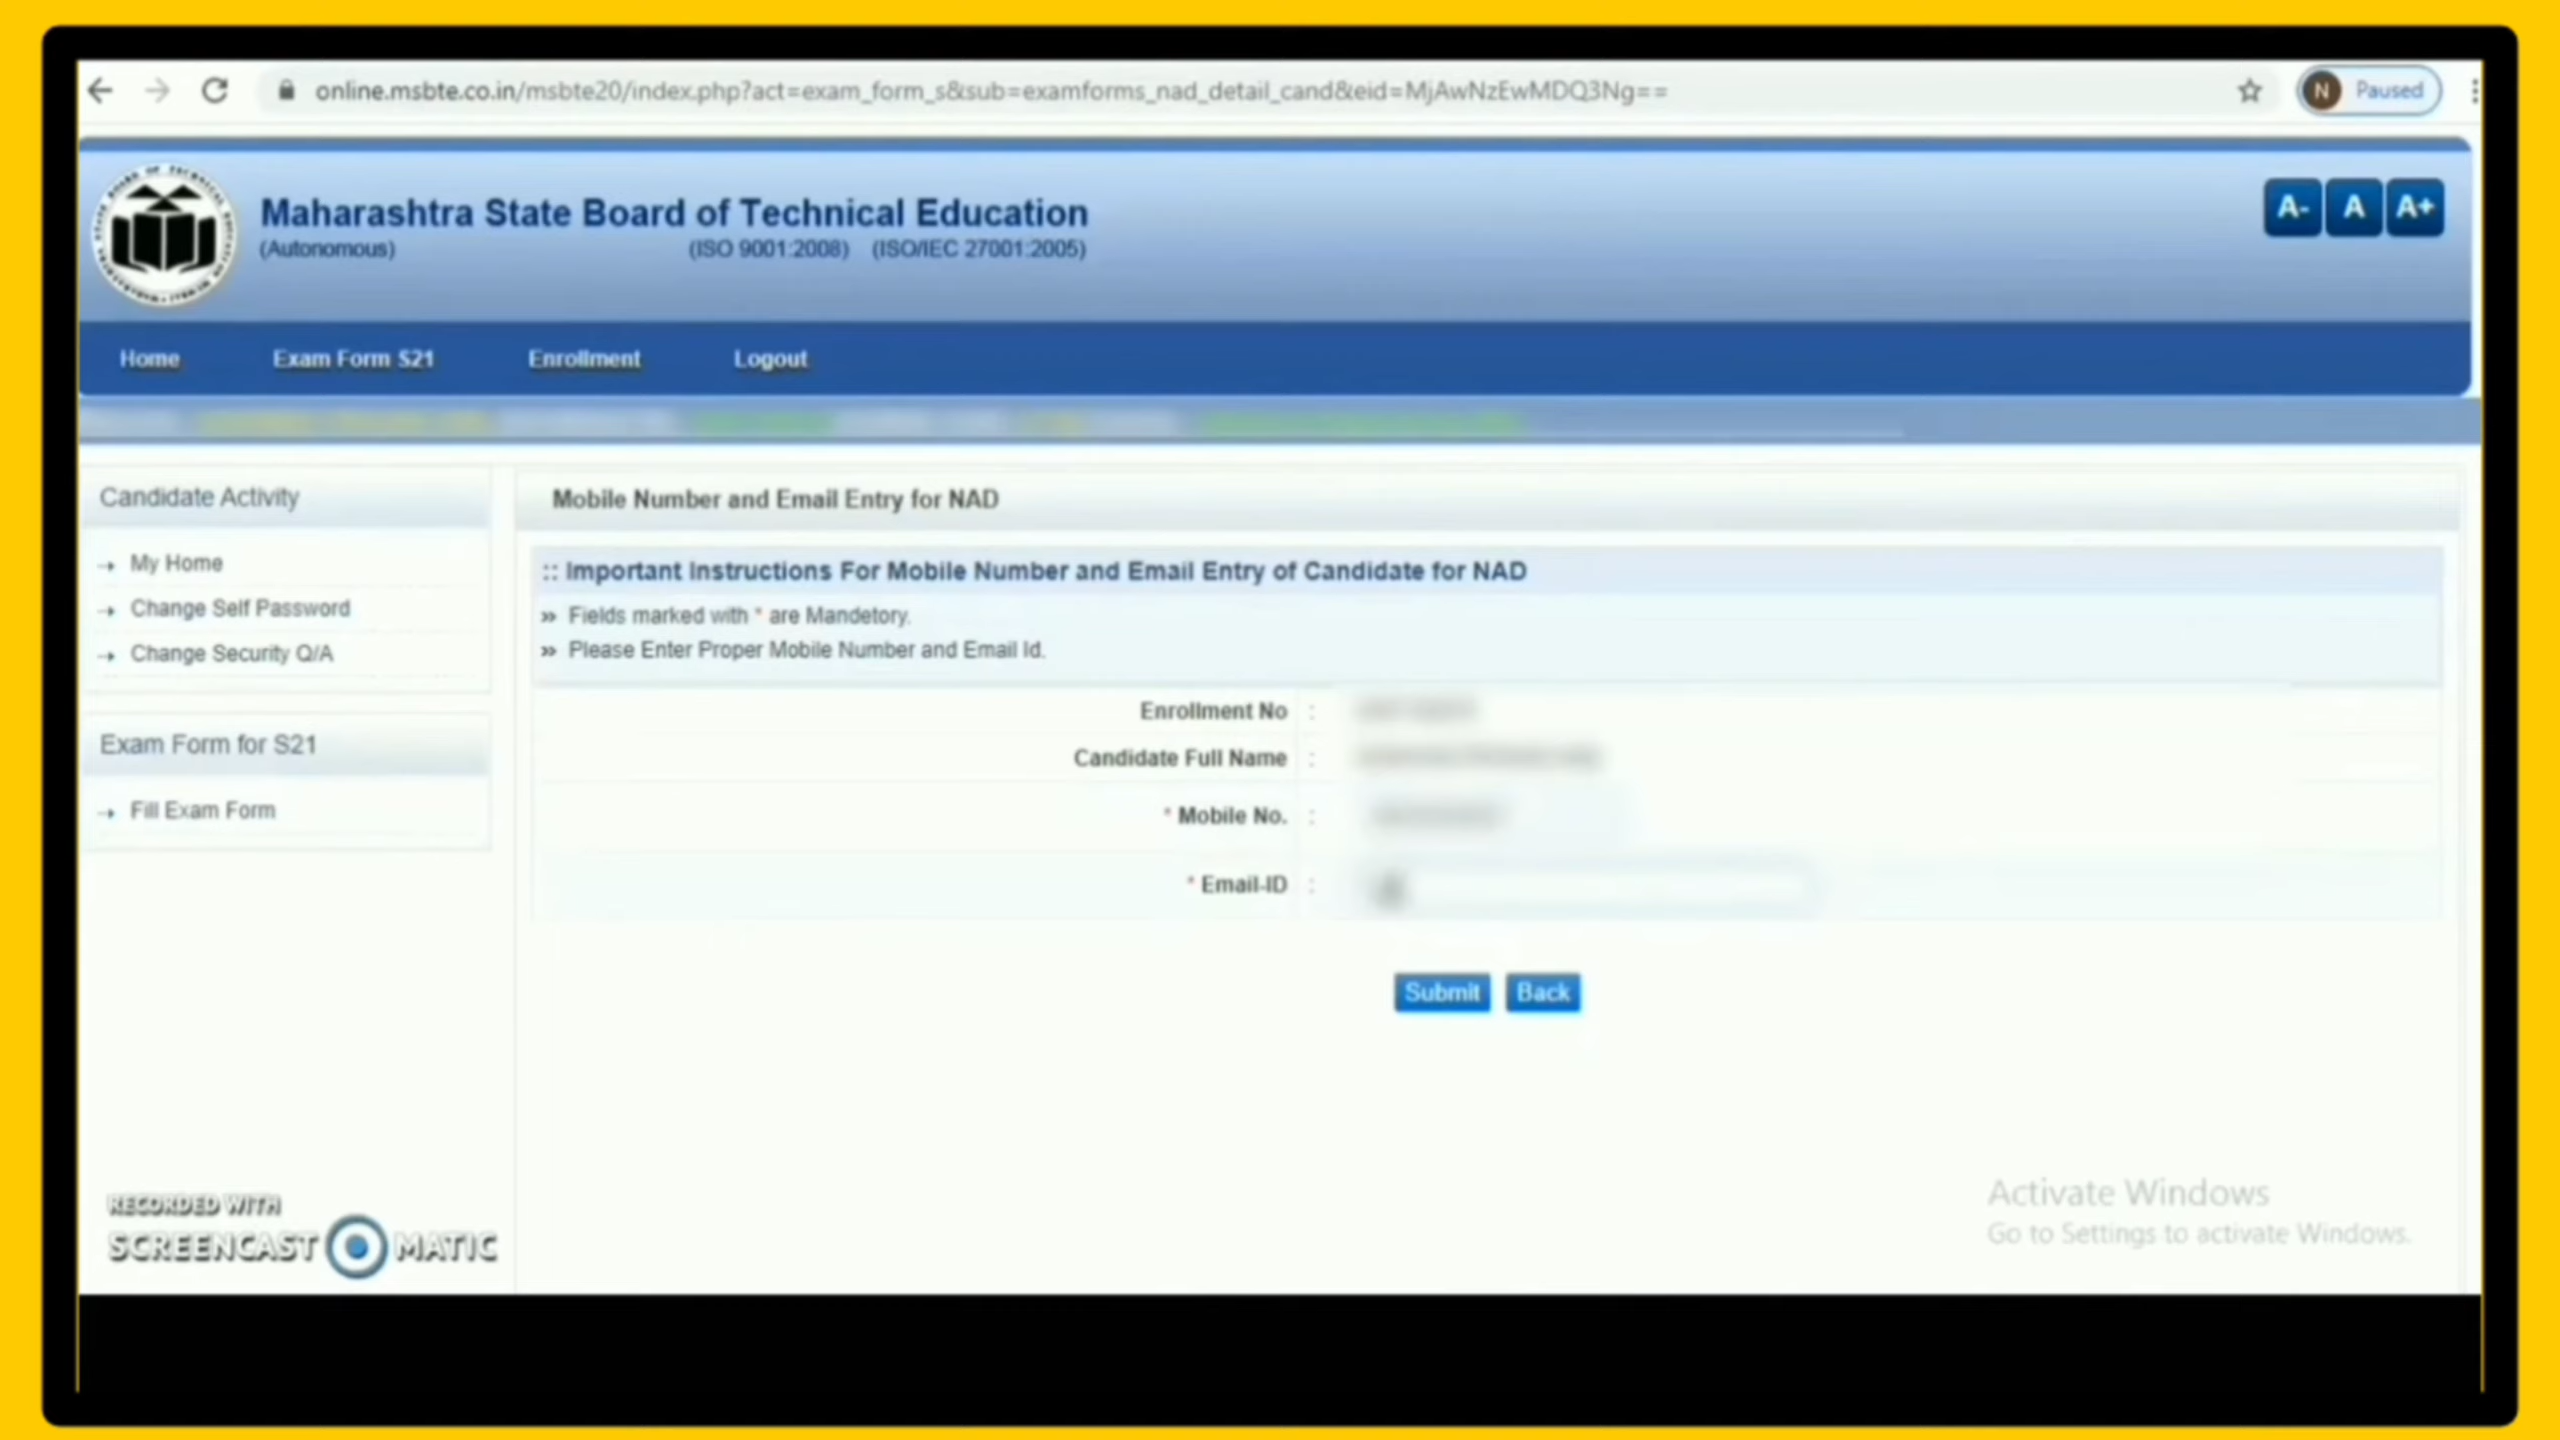 online.msbte.co.in/msbte20/index.php?act=exam_form_s&sub=examforms_nad_detail_cand&eid=MjAwNzEwMDQ3Ng==
N Paused
Maharashtra State Board of Technical Education
(Autonomous) (ISO 9001:2008) (ISO/IEC 27001:2005)
A- A A+
Home Exam Form S21 Enrollment Logout
Candidate Activity
My Home
Change Self Password
Change Security Q/A
Exam Form for S21
Fill Exam Form
Mobile Number and Email Entry for NAD
:: Important Instructions For Mobile Number and Email Entry of Candidate for NAD
» Fields marked with * are Mandetory.
» Please Enter Proper Mobile Number and Email Id.
Enrollment No :
Candidate Full Name :
* Mobile No. :
* Email-ID :
Submit Back
RECORDED WITH
SCREENCAST MATIC
Activate Windows
Go to Settings to activate Windows.